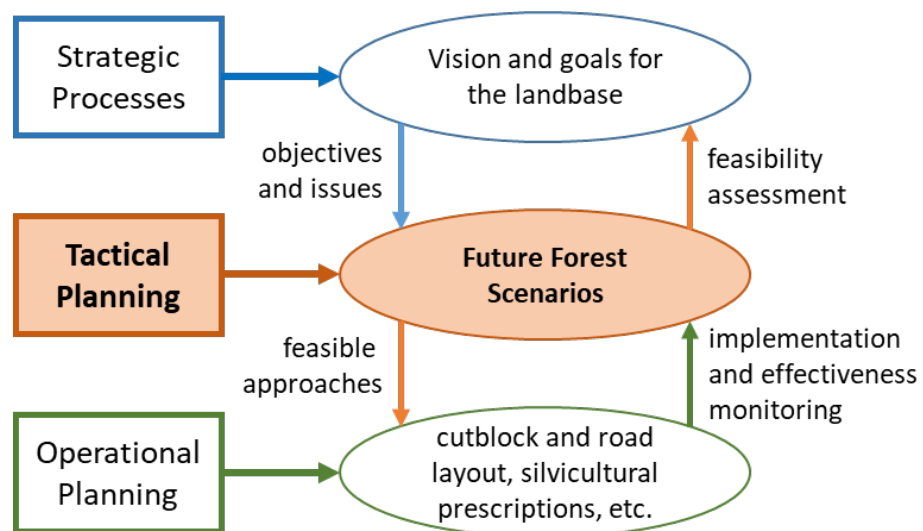 Strategic
Processes
Vision and goals for
the landbase
objectives
and issues
feasibility
assessment
Tactical
Planning
Future Forest
Scenarios
feasible
approaches
implementation
and effectiveness
monitoring
Operational
Planning
cutblock and road
layout, silvicultural
prescriptions, etc.